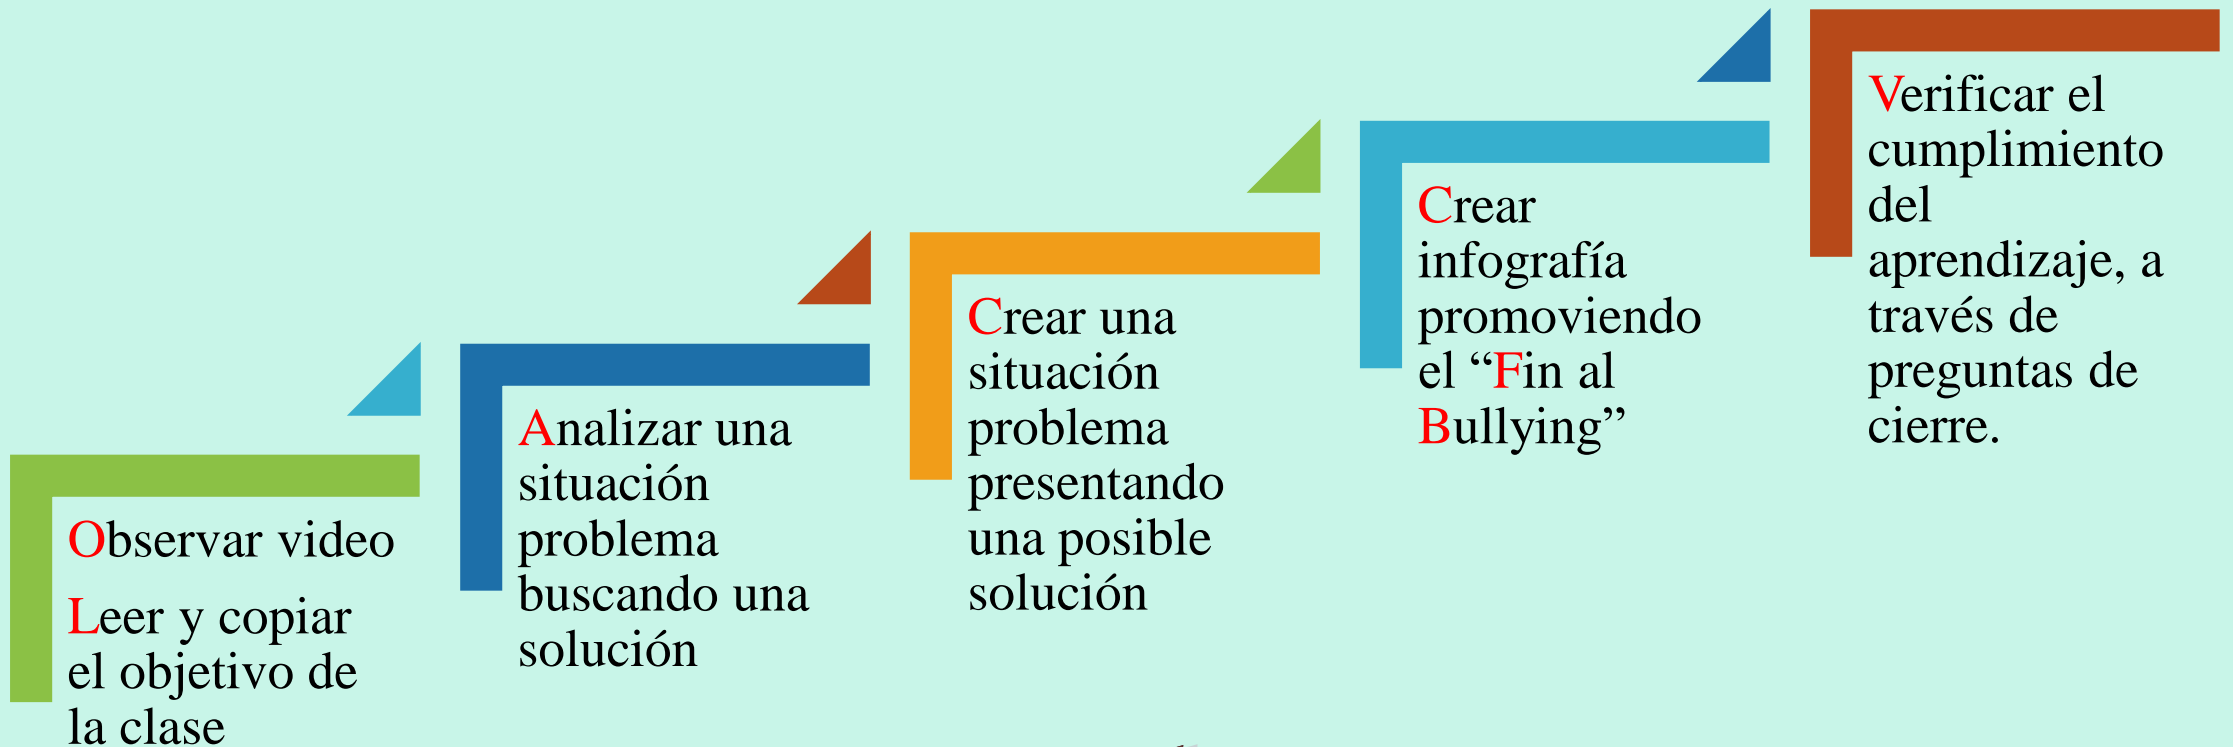 Observar video
Leer y copiar
el objetivo de
la clase
Analizar una
situación
problema
buscando una
solución
Crear una
situación
problema
presentando
una posible
solución
Crear
infografía
promoviendo
el “Fin al
Bullying”
Verificar el
cumplimiento
del
aprendizaje, a
través de
preguntas de
cierre.